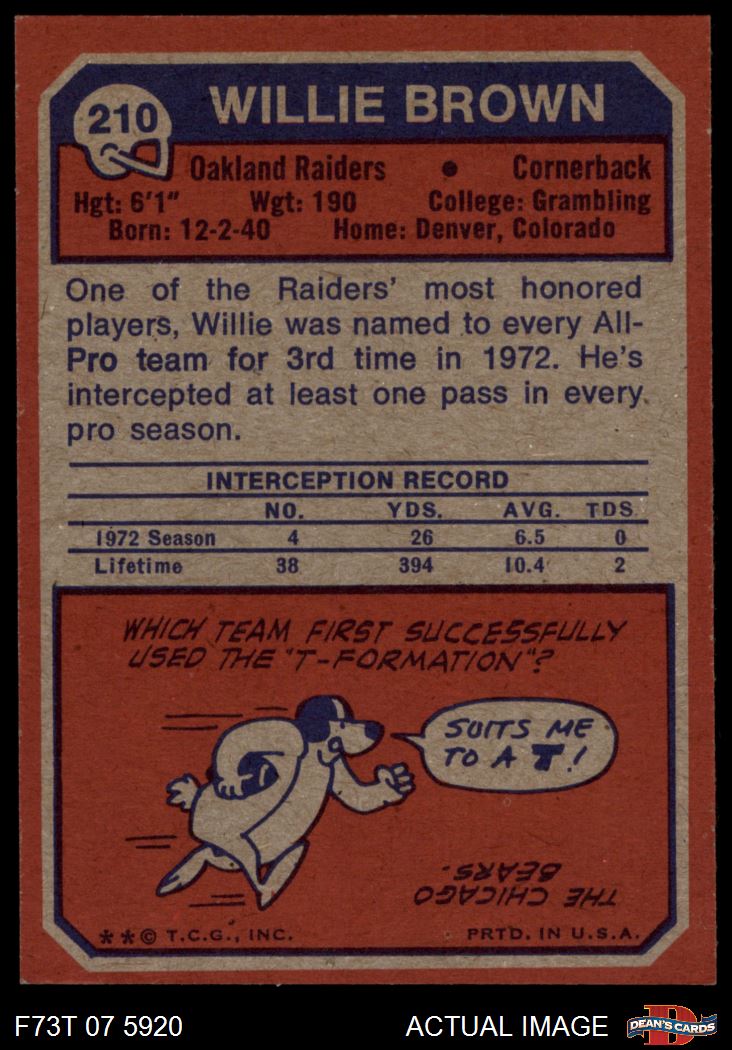 210
WILLIE BROWN
Oakland Raiders • Cornerback
Hgt: 6'1" Wgt: 190 College: Grambling
Born: 12-2-40 Home: Denver, Colorado
One of the Raiders' most honored
players, Willie was named to every All-
Pro team for 3rd time in 1972. He's
intercepted at least one pass in every
pro season.
INTERCEPTION RECORD
NO. YDS. AVG. TDS
1972 Season 4 26 6.5 0
Lifetime 38 394 10.4 2
WHICH TEAM FIRST SUCCESSFULLY
USED THE "T-FORMATION"?
SUITS ME
TO A T!
THE CHICAGO
BEARS.
**© T.C.G., INC. PRTD. IN U.S.A.
F73T 07 5920 ACTUAL IMAGE DEAN'S CARDS